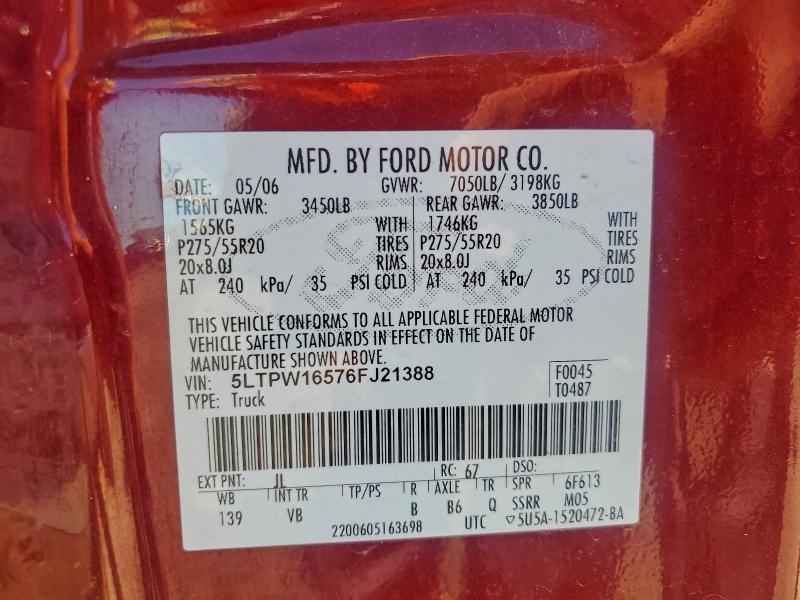 MFD. BY FORD MOTOR CO.
DATE: 05/06 GVWR: 7050LB/ 3198KG
FRONT GAWR: 3450LB REAR GAWR: 3850LB
1565KG WITH 1746KG WITH
P275/55R20 TIRES P275/55R20 TIRES
20x8.0J RIMS 20x8.0J RIMS
AT 240 kPa/ 35 PSI COLD AT 240 kPa/ 35 PSI COLD
THIS VEHICLE CONFORMS TO ALL APPLICABLE FEDERAL MOTOR
VEHICLE SAFETY STANDARDS IN EFFECT ON THE DATE OF
MANUFACTURE SHOWN ABOVE.
VIN: 5LTPW16576FJ21388 F0045
TYPE: Truck T0487
EXT PNT: JL RC: 67 DSO:
WB INT TR TP/PS R AXLE TR SPR 6F613
139 VB B B6 Q SSRR M05
2200605163698 UTC ▽5U5A-1520472-BA